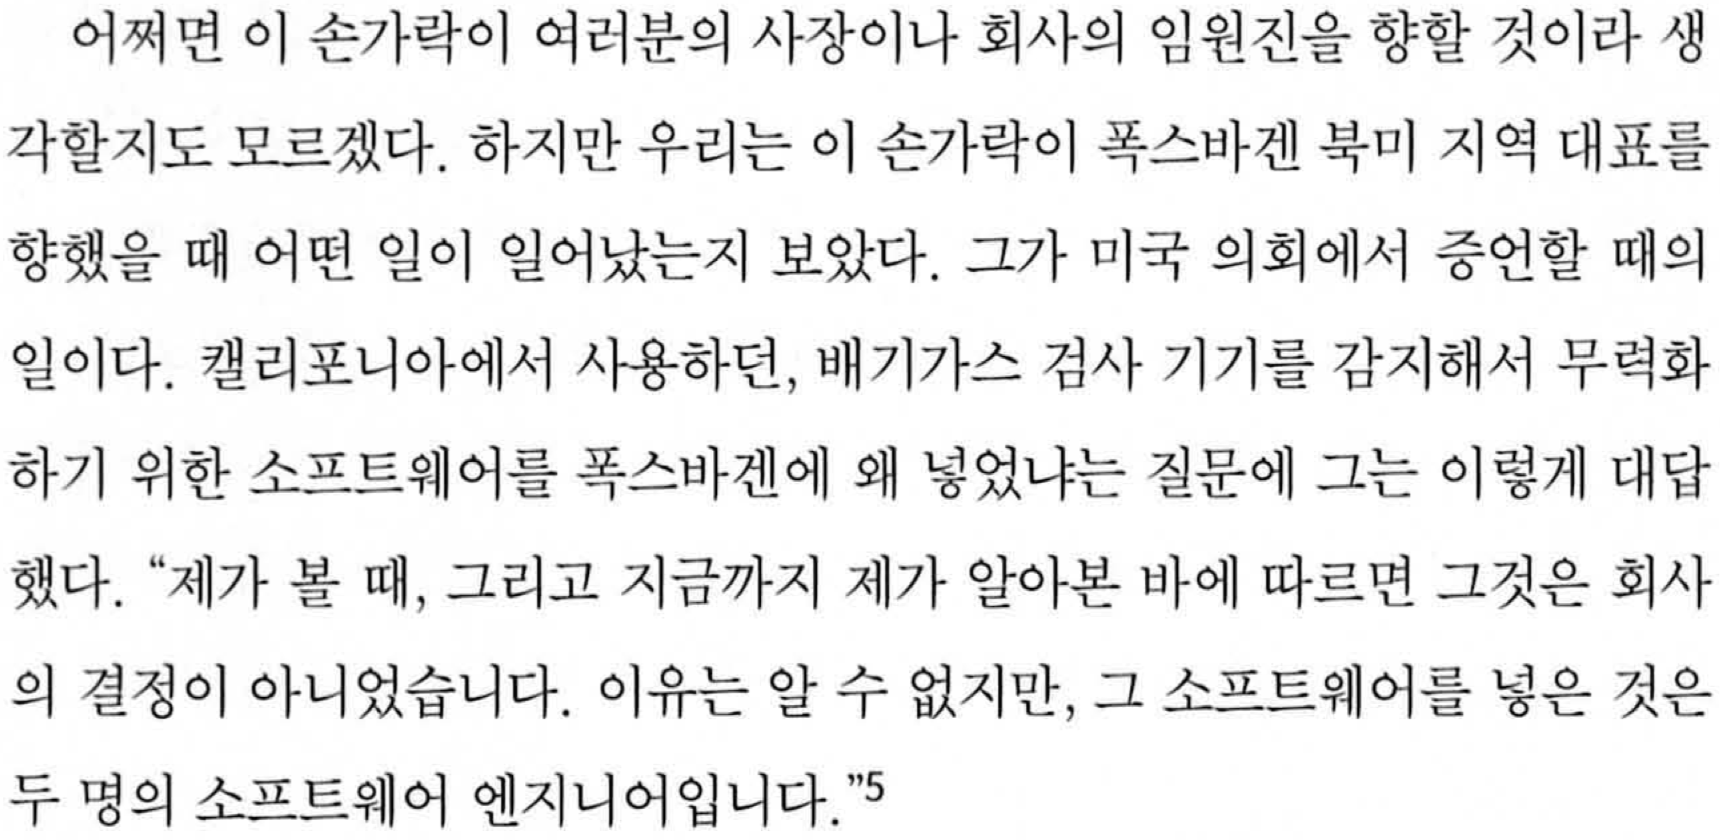 어쩌면 이 손가락이 여러분의 사장이나 회사의 임원진을 향할 것이라 생
각할지도 모르겠다. 하지만 우리는 이 손가락이 폭스바겐 북미 지역 대표를
향했을 때 어떤 일이 일어났는지 보았다. 그가 미국 의회에서 증언할 때의
일이다. 캘리포니아에서 사용하던, 배기가스 검사 기기를 감지해서 무력화
하기 위한 소프트웨어를 폭스바겐에 왜 넣었냐는 질문에 그는 이렇게 대답
했다. “제가 볼 때, 그리고 지금까지 제가 알아본 바에 따르면 그것은 회사
의 결정이 아니었습니다. 이유는 알 수 없지만, 그 소프트웨어를 넣은 것은
두 명의 소프트웨어 엔지니어입니다.”5